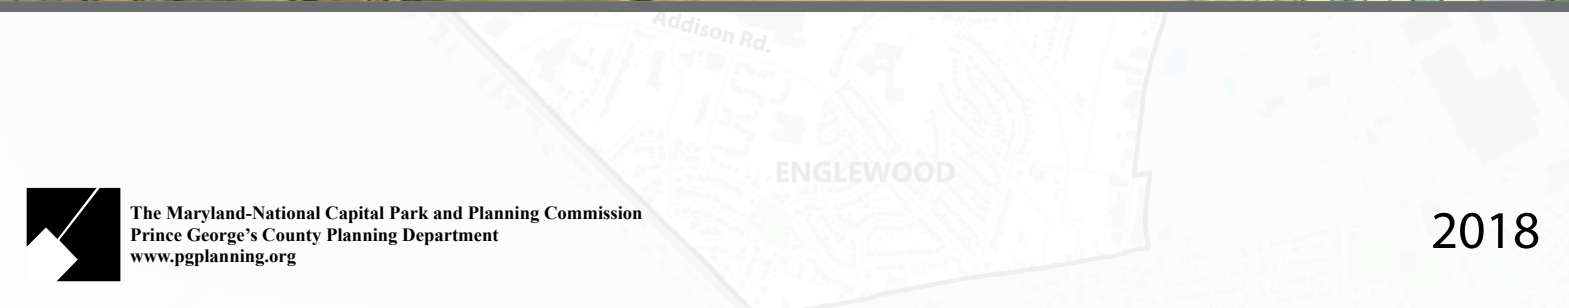 Addison Rd.
ENGLEWOOD
The Maryland-National Capital Park and Planning Commission
Prince George's County Planning Department
www.pgplanning.org
2018